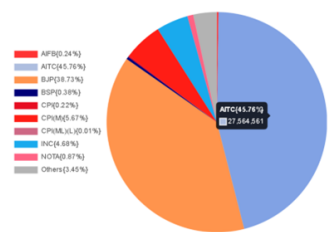 AIFB{0.24%}
AITC{45.76%}
BJP{38.73%}
BSP{0.38%}
CPI{0.22%}
CPI(M){5.67%}
CPI(ML)(L){0.01%}
INC{4.68%}
NOTA{0.87%}
Others{3.45%}
AITC{45.76%}
27,564,561